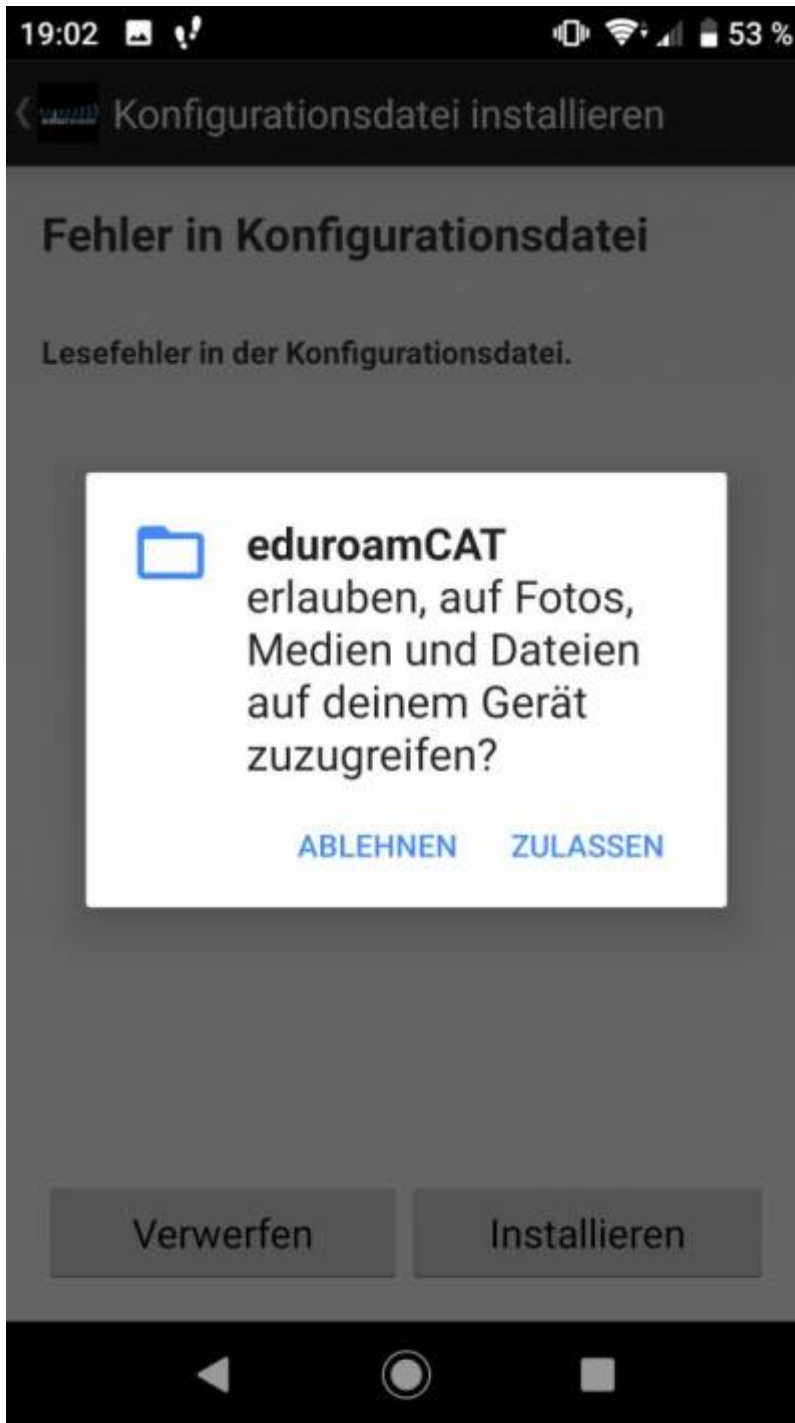 19:02 53 %
eduroam Konfigurationsdatei installieren
Fehler in Konfigurationsdatei
Lesefehler in der Konfigurationsdatei.
eduroamCAT
erlauben, auf Fotos,
Medien und Dateien
auf deinem Gerät
zuzugreifen?
ABLEHNEN ZULASSEN
Verwerfen Installieren